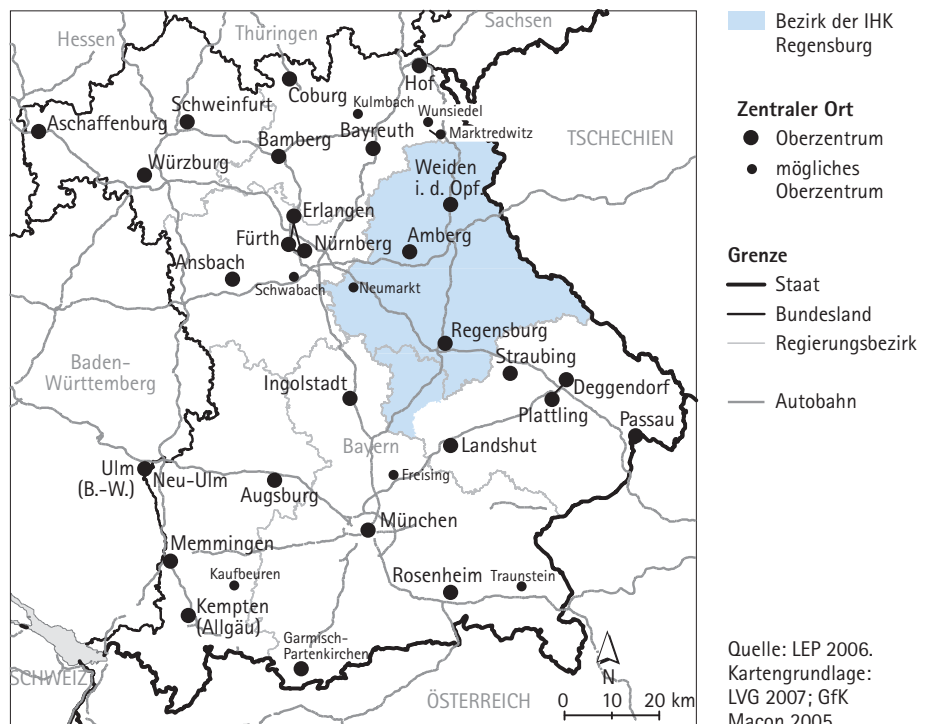 Hessen
Thüringen
Sachsen
Hof
Coburg
Kulmbach
Wunsiedel
Schweinfurt
Aschaffenburg
Bamberg
Bayreuth
Marktredwitz
TSCHECHIEN
Würzburg
Weiden
i. d. Opf.
Erlangen
Fürth
Nürnberg
Amberg
Ansbach
Schwabach
Neumarkt
Regensburg
Baden-
Württemberg
Straubing
Ingolstadt
Deggendorf
Plattling
Passau
Bayern
Landshut
Ulm
(B.-W.)
Neu-Ulm
Augsburg
Freising
München
Memmingen
Kaufbeuren
Rosenheim
Traunstein
Kempten
(Allgäu)
Garmisch-
Partenkirchen
SCHWEIZ
ÖSTERREICH
N
0 10 20 km
Bezirk der IHK
Regensburg
Zentraler Ort
Oberzentrum
mögliches
Oberzentrum
Grenze
Staat
Bundesland
Regierungsbezirk
Autobahn
Quelle: LEP 2006.
Kartengrundlage:
LVG 2007; GfK
Macon 2005